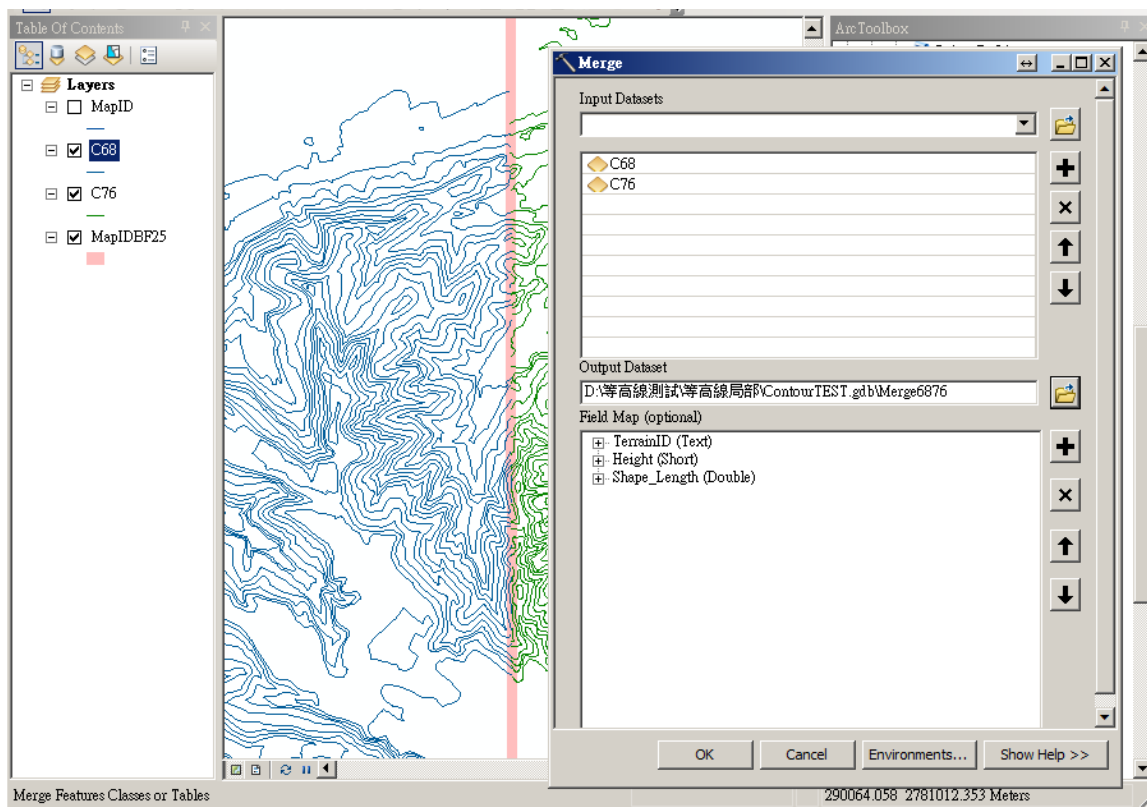 Table Of Contents
Layers
MapID
C68
C76
MapIDBF25
ArcToolbox
Merge
Input Datasets
C68
C76
Output Dataset
D:\等高線測試\等高線局部\ContourTEST.gdb\Merge6876
Field Map (optional)
TerrainID (Text)
Height (Short)
Shape_Length (Double)
OK
Cancel
Environments...
Show Help >>
Merge Features Classes or Tables
290064.058 2781012.353 Meters